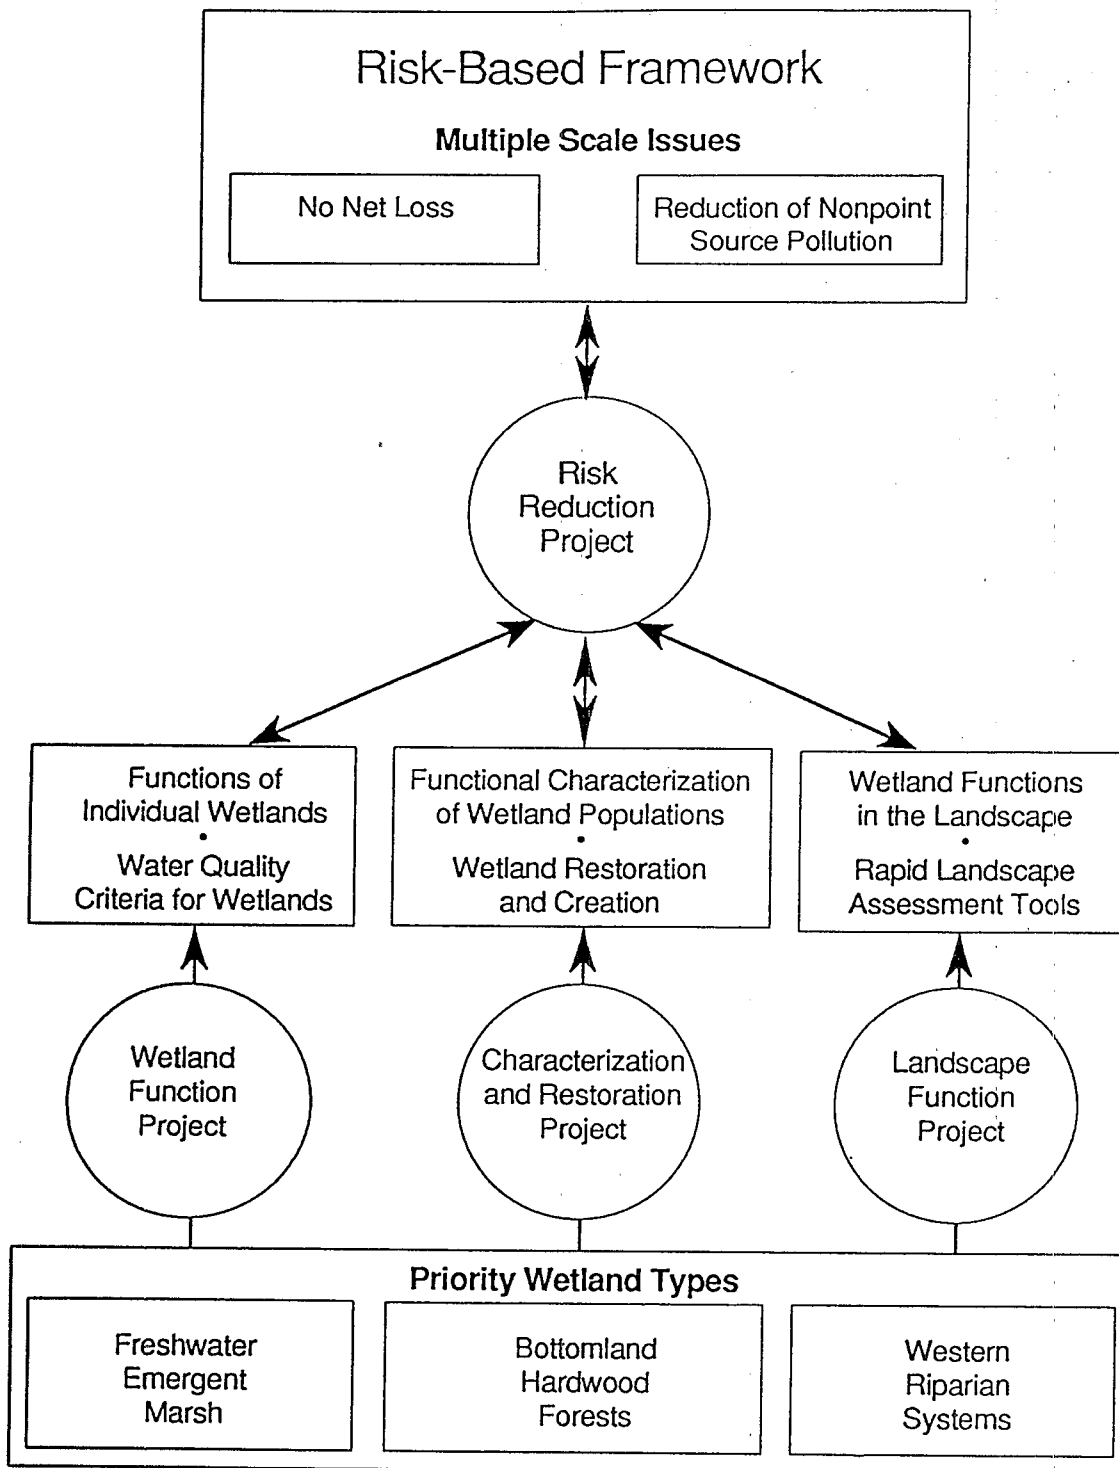 Risk-Based Framework
Multiple Scale Issues
No Net Loss
Reduction of Nonpoint
Source Pollution
Risk
Reduction
Project
Functions of
Individual Wetlands
•
Water Quality
Criteria for Wetlands
Functional Characterization
of Wetland Populations
•
Wetland Restoration
and Creation
Wetland Functions
in the Landscape
•
Rapid Landscape
Assessment Tools
Wetland
Function
Project
Characterization
and Restoration
Project
Landscape
Function
Project
Priority Wetland Types
Freshwater
Emergent
Marsh
Bottomland
Hardwood
Forests
Western
Riparian
Systems